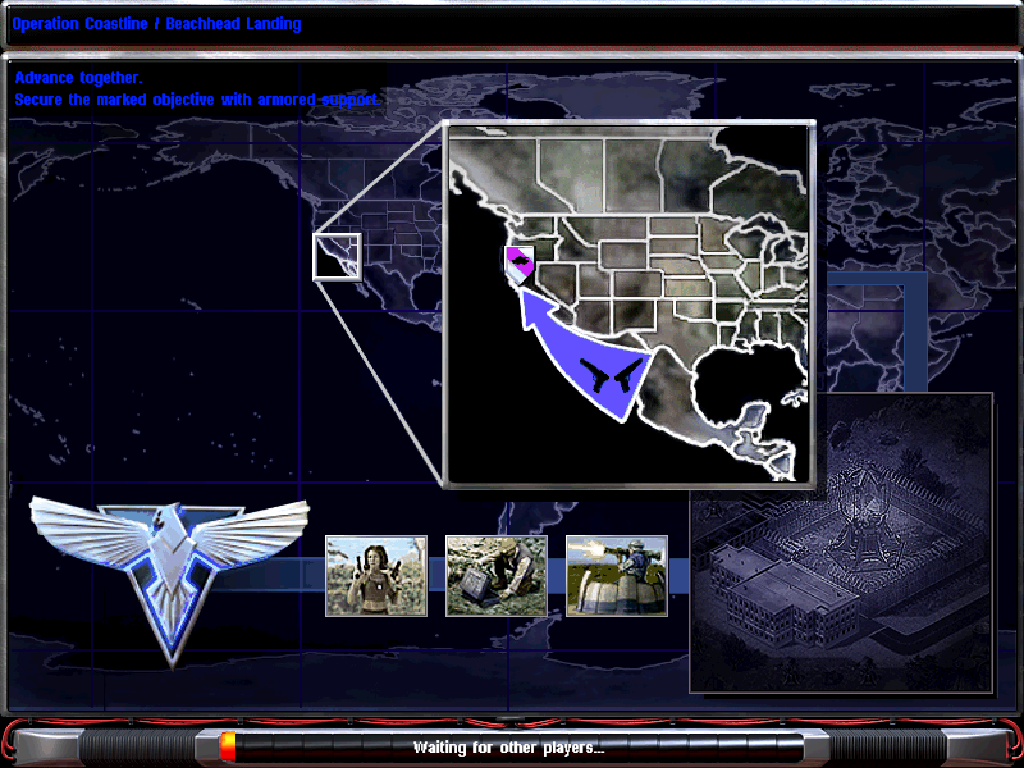 Operation Coastline / Beachhead Landing
Advance together.
Secure the marked objective with armored support.
Waiting for other players...